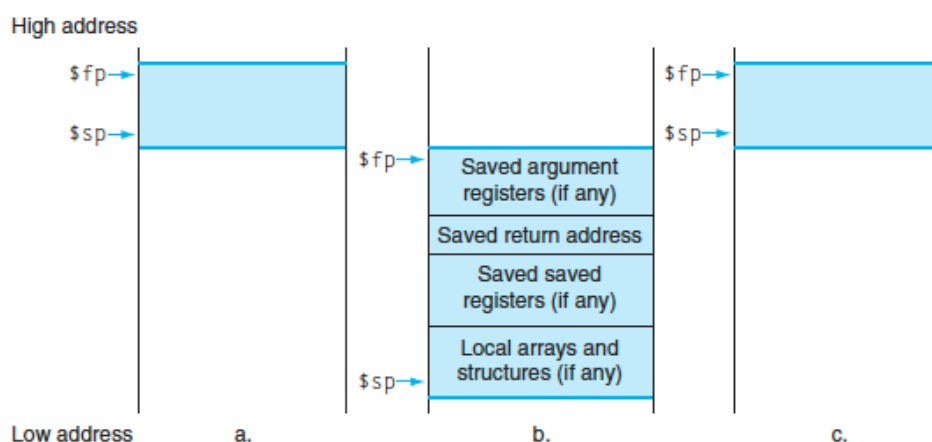 High address
$fp
$sp
$fp
Saved argument
registers (if any)
Saved return address
Saved saved
registers (if any)
Local arrays and
structures (if any)
$sp
$fp
$sp
Low address
a.
b.
c.